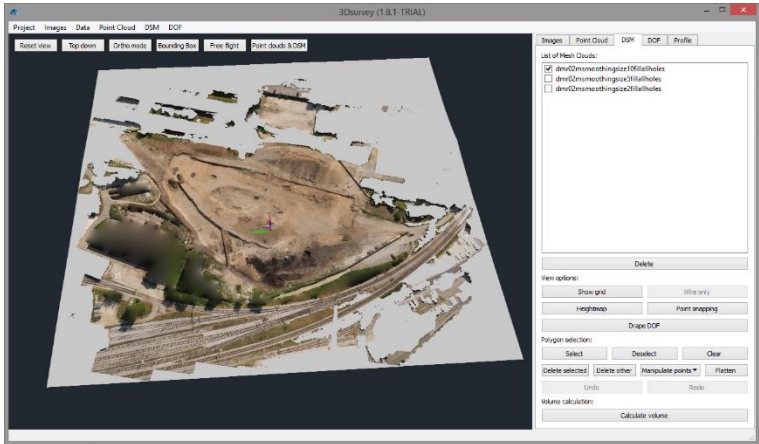 3Dsurvey (1.8.1-TRIAL)
Project Images Data Point Cloud DSM DOF
Reset view Top down Ortho mode Bounding Box Free flight Point clouds & DSM
Images Point Cloud DSM DOF Profile
List of Mesh Clouds:
dmr02msmoothingsize10fillallholes
dmr02msmoothingsize5fillallholes
dmr02msmoothingsize2fillallholes
Delete
View options:
Show grid Wire only
Heightmap Point snapping
Drape DOF
Polygon selection:
Select Deselect Clear
Delete selected Delete other Manipulate points Flatten
Undo Redo
Volume calculation:
Calculate volume